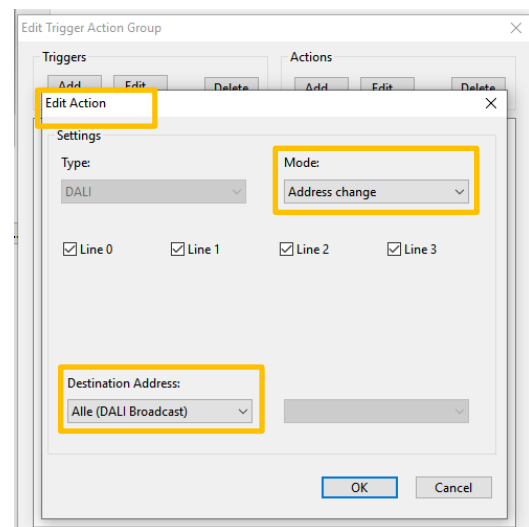 Edit Trigger Action Group
Triggers
Actions
Add Edit Delete Add Edit Delete
Edit Action
Settings
Type: Mode:
DALI Address change
Line 0 Line 1 Line 2 Line 3
Destination Address:
Alle (DALI Broadcast)
OK Cancel